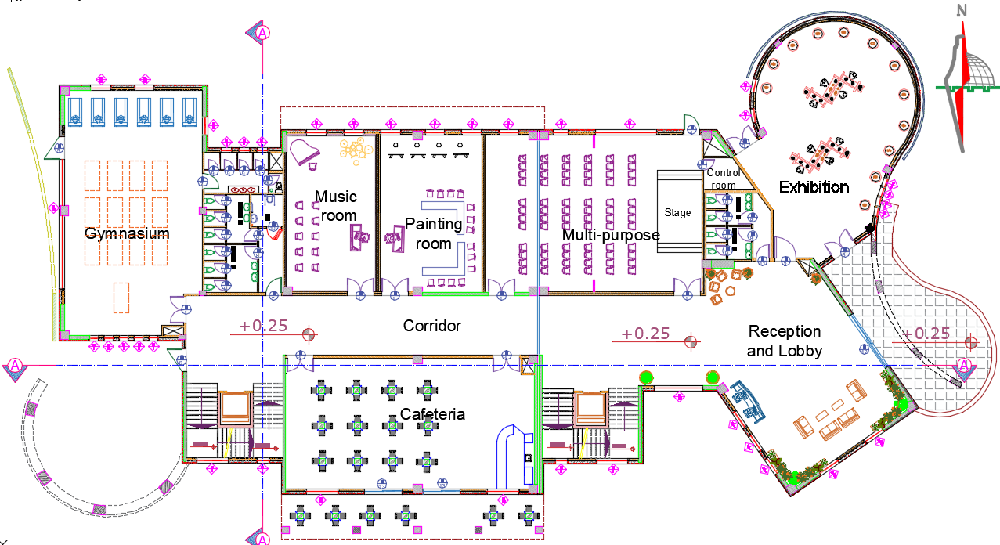 N
A
Gymnasium
Music
room
Painting
room
Multi-purpose
Stage
Control
room
Exhibition
+0.25
Corridor
+0.25
Reception
and Lobby
+0.25
A
A
Cafeteria
A